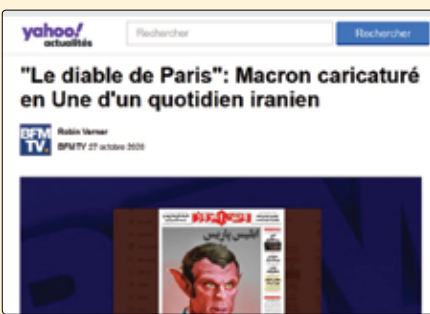 yahoo!
actualités
Rechercher
Rechercher
"Le diable de Paris": Macron caricaturé
en Une d'un quotidien iranien
BFM
TV.
Robin Verner
BFMTV 27 octobre 2020
ابلیس پاریس